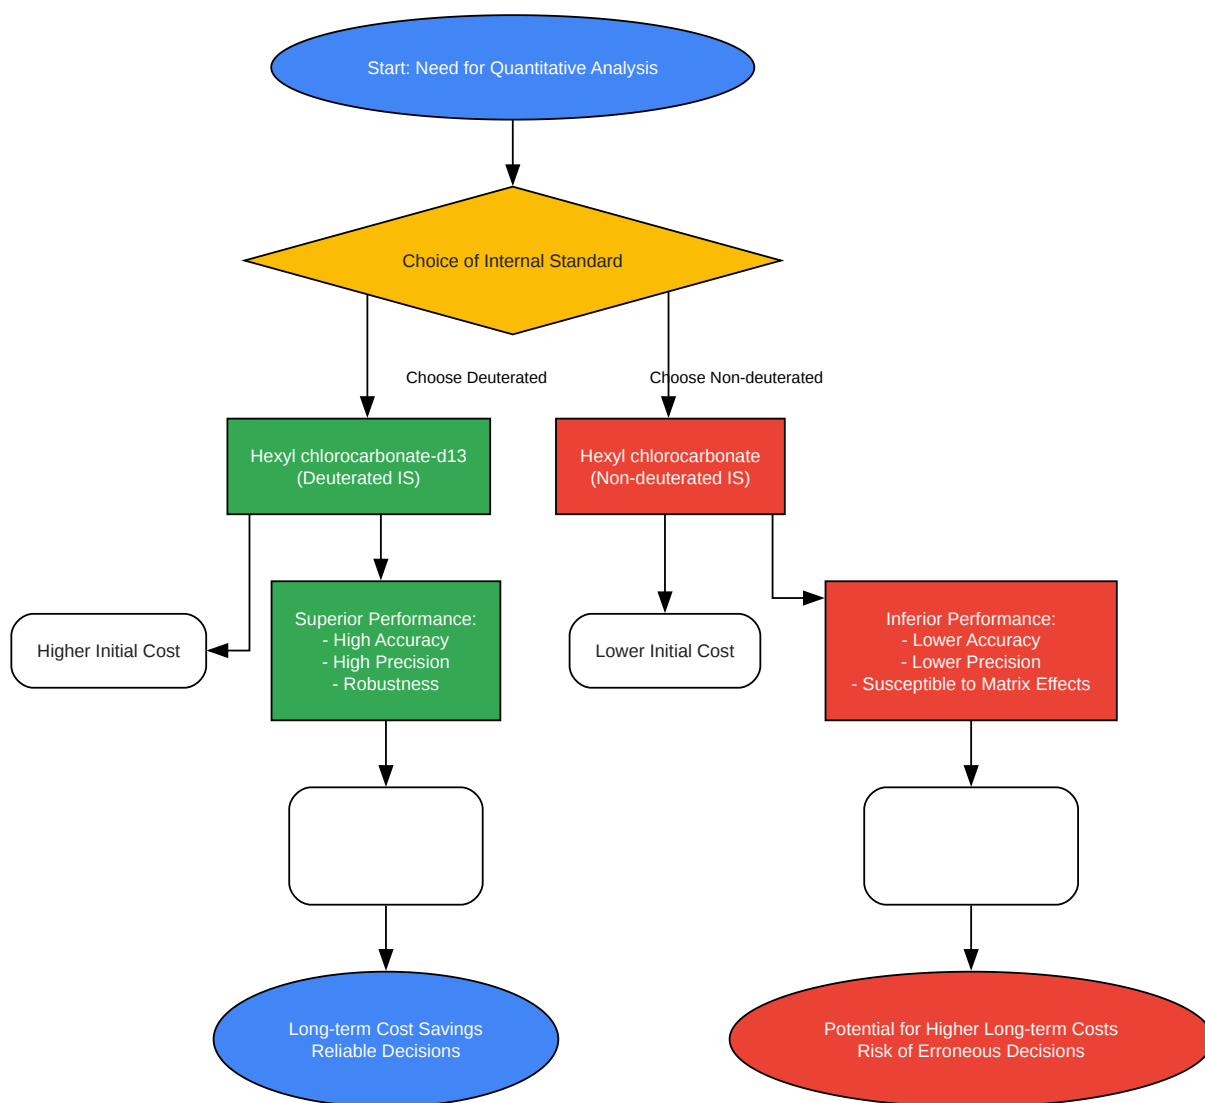 Start: Need for Quantitative Analysis
Choice of Internal Standard
Choose Deuterated
Choose Non-deuterated
Hexyl chlorocarbonate-d13
(Deuterated IS)
Hexyl chlorocarbonate
(Non-deuterated IS)
Higher Initial Cost
Superior Performance:
- High Accuracy
- High Precision
- Robustness
Lower Initial Cost
Inferior Performance:
- Lower Accuracy
- Lower Precision
- Susceptible to Matrix Effects
Long-term Cost Savings
Reliable Decisions
Potential for Higher Long-term Costs
Risk of Erroneous Decisions